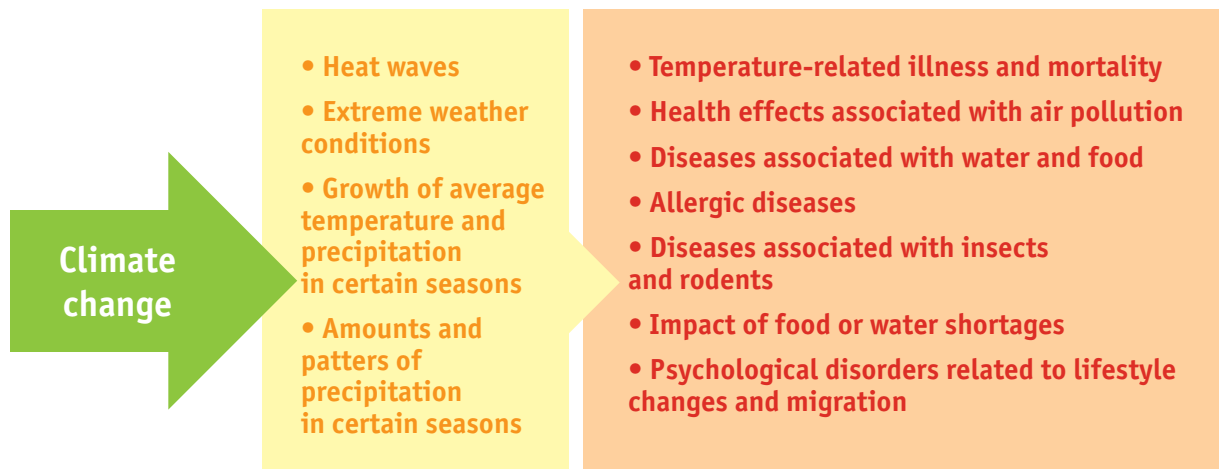 Climate
change
• Heat waves
• Extreme weather
conditions
• Growth of average
temperature and
precipitation
in certain seasons
• Amounts and
patters of
precipitation
in certain seasons
• Temperature-related illness and mortality
• Health effects associated with air pollution
• Diseases associated with water and food
• Allergic diseases
• Diseases associated with insects
and rodents
• Impact of food or water shortages
• Psychological disorders related to lifestyle
changes and migration